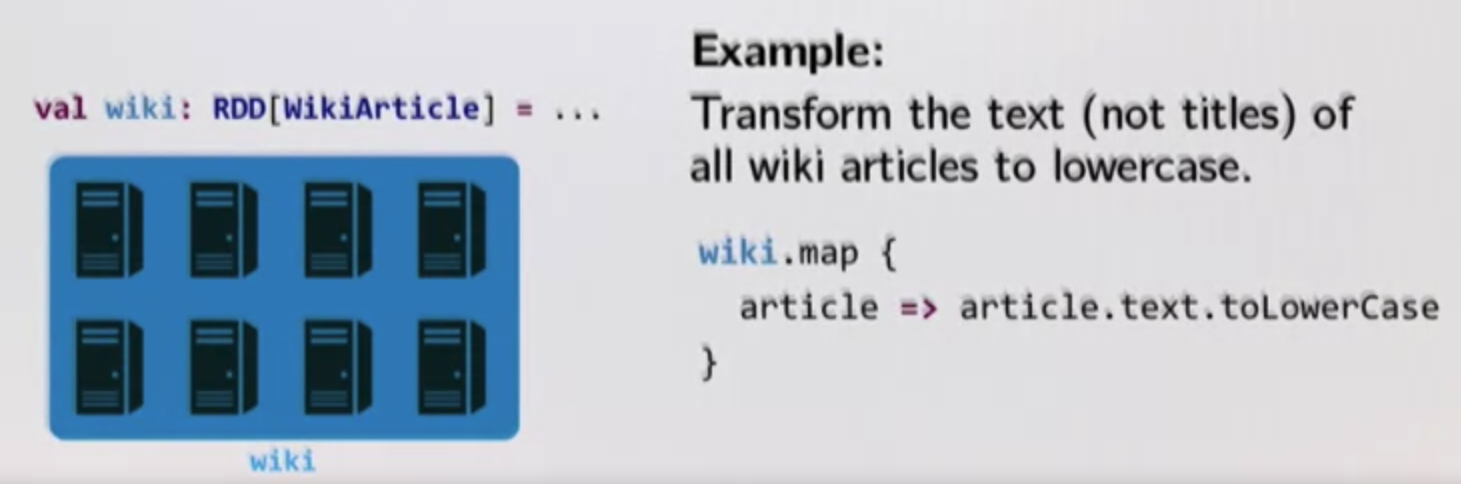 val wiki: RDD[WikiArticle] = ...
wiki
Example:
Transform the text (not titles) of
all wiki articles to lowercase.
wiki.map {
  article => article.text.toLowerCase
}